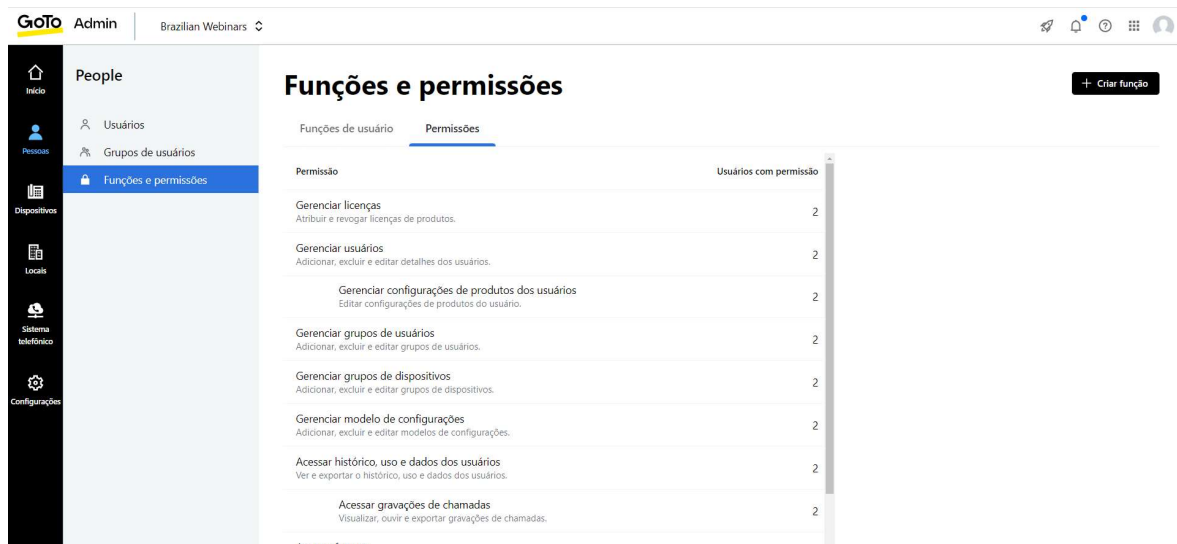 GoTo Admin
Brazilian Webinars
Início
Pessoas
Dispositivos
Locais
Sistema
telefônico
Configurações
People
Usuários
Grupos de usuários
Funções e permissões
Funções e permissões
+ Criar função
Funções de usuário
Permissões
Permissão
Usuários com permissão
Gerenciar licenças
Atribuir e revogar licenças de produtos.
2
Gerenciar usuários
Adicionar, excluir e editar detalhes dos usuários.
2
Gerenciar configurações de produtos dos usuários
Editar configurações de produtos do usuário.
2
Gerenciar grupos de usuários
Adicionar, excluir e editar grupos de usuários.
2
Gerenciar grupos de dispositivos
Adicionar, excluir e editar grupos de dispositivos.
2
Gerenciar modelo de configurações
Adicionar, excluir e editar modelos de configurações.
2
Acessar histórico, uso e dados dos usuários
Ver e exportar o histórico, uso e dados dos usuários.
2
Acessar gravações de chamadas
Visualizar, ouvir e exportar gravações de chamadas.
2